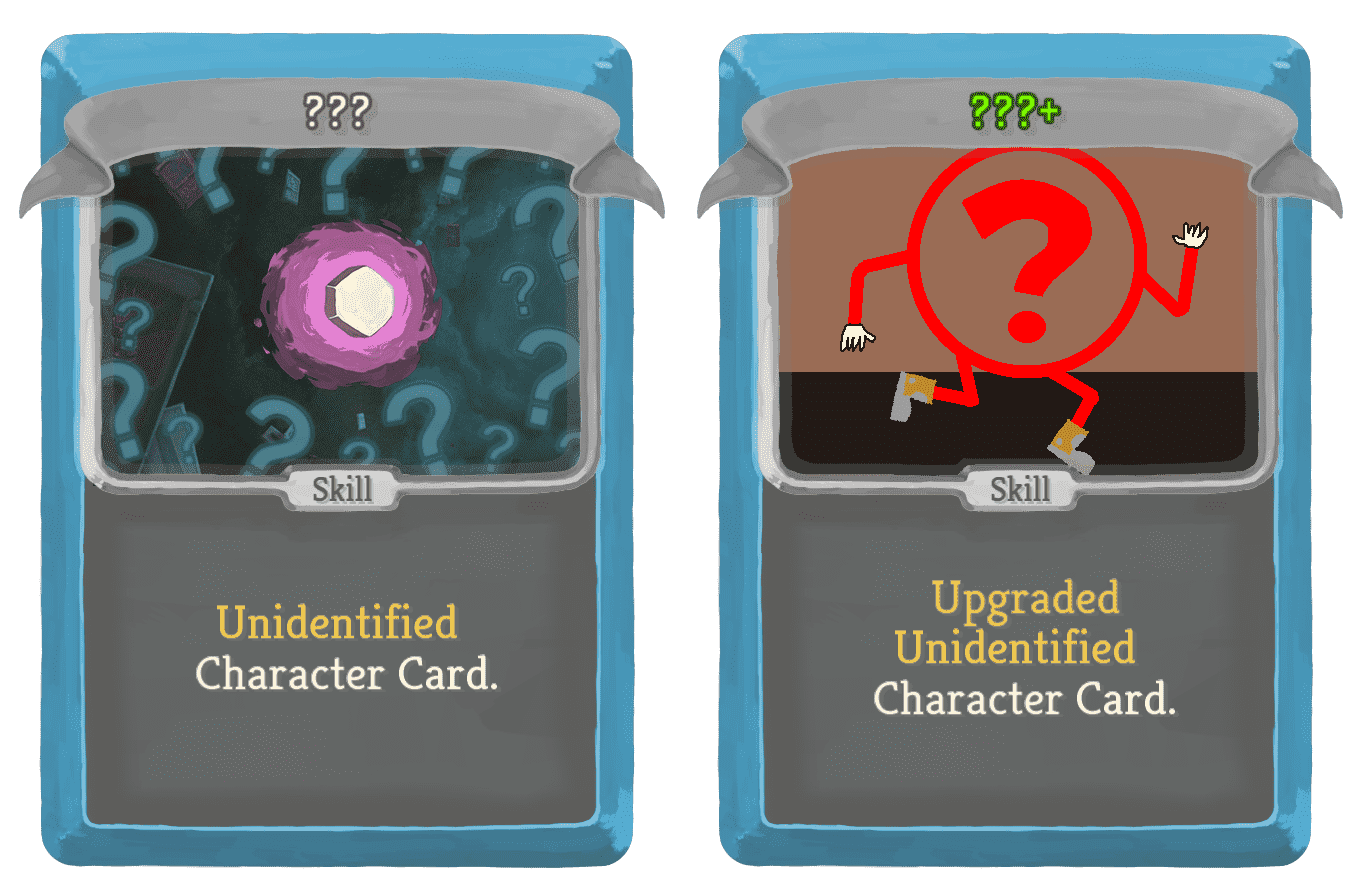 ???
Skill
Unidentified
Character Card.
???+
?
Skill
Upgraded
Unidentified
Character Card.